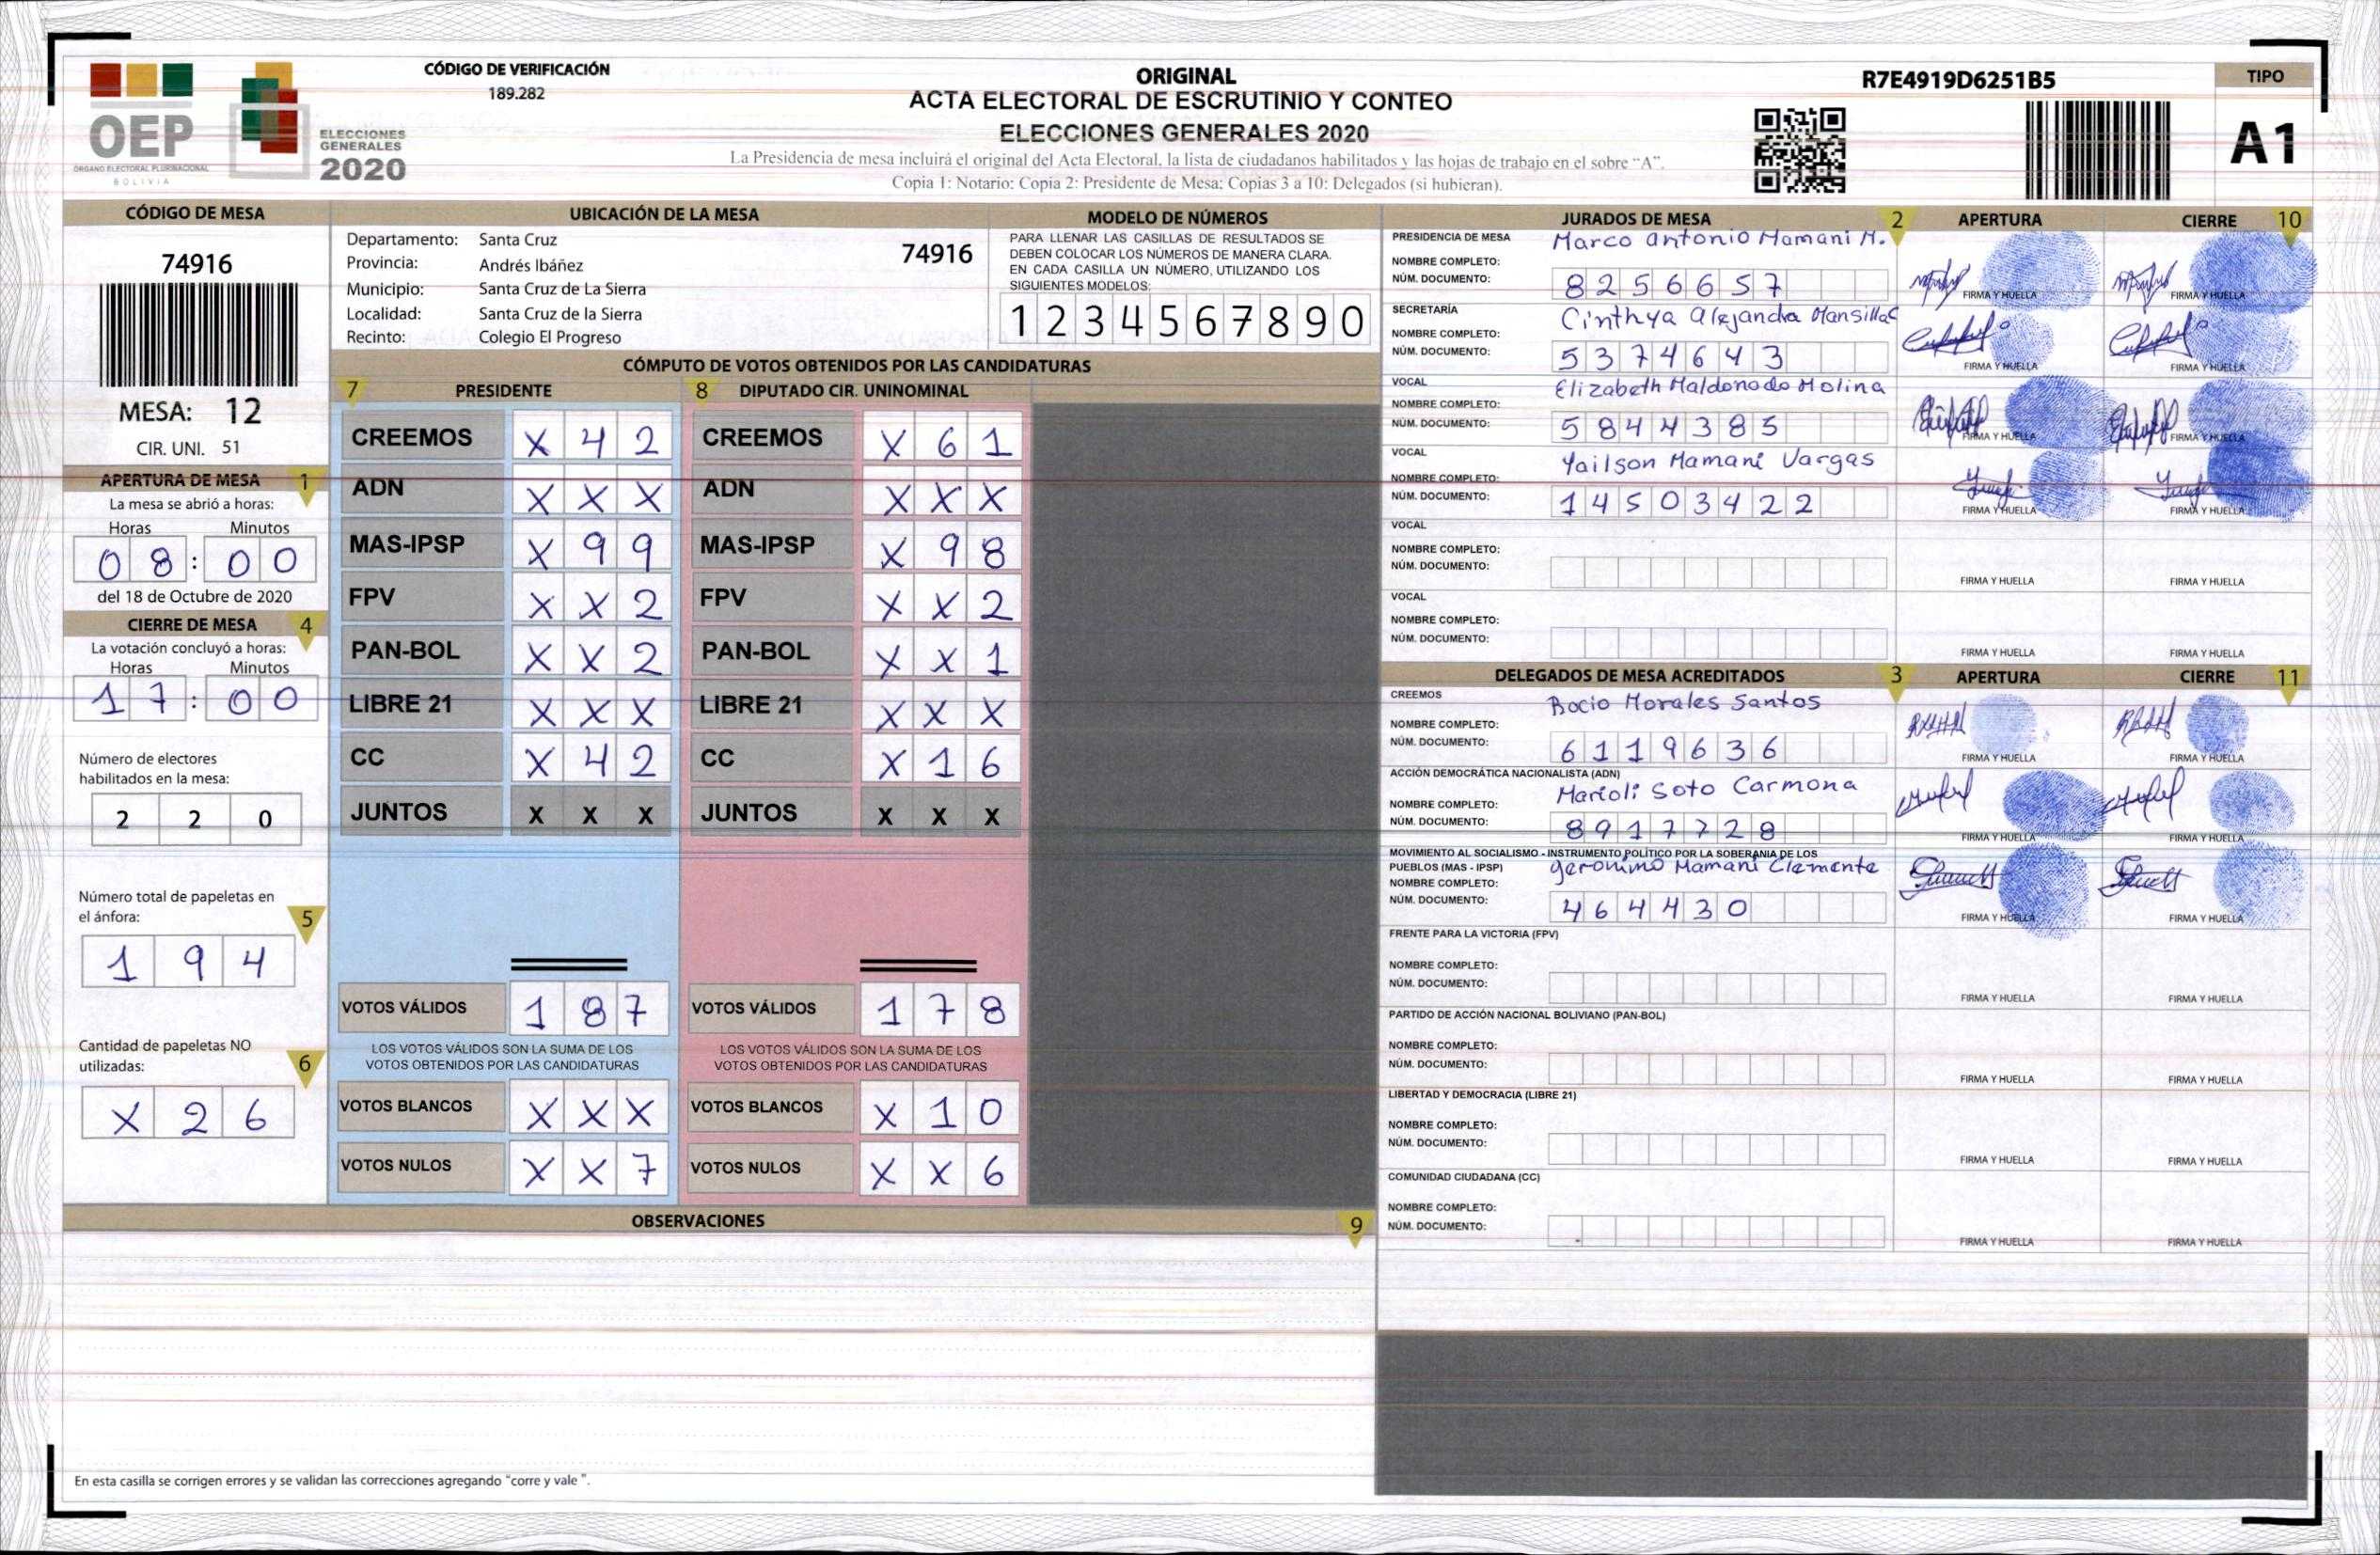 CÓDIGO DE VERIFICACIÓN
189.282
OEP
ÓRGANO ELECTORAL PLURINACIONAL
BOLIVIA
ELECCIONES
GENERALES
2020
ORIGINAL
ACTA ELECTORAL DE ESCRUTINIO Y CONTEO
ELECCIONES GENERALES 2020
La Presidencia de mesa incluirá el original del Acta Electoral, la lista de ciudadanos habilitados y las hojas de trabajo en el sobre “A”.
Copia 1: Notario; Copia 2: Presidente de Mesa; Copias 3 a 10: Delegados (si hubieran).
R7E4919D6251B5
TIPO
A1
CÓDIGO DE MESA
74916
MESA: 12
CIR. UNI. 51
APERTURA DE MESA 1
La mesa se abrió a horas:
Horas Minutos
0 8 : 0 0
del 18 de Octubre de 2020
CIERRE DE MESA 4
La votación concluyó a horas:
Horas Minutos
1 7 : 0 0
Número de electores
habilitados en la mesa:
2 2 0
Número total de papeletas en
el ánfora: 5
1 9 4
Cantidad de papeletas NO
utilizadas: 6
X 2 6
UBICACIÓN DE LA MESA
Departamento: Santa Cruz 74916
Provincia: Andrés Ibáñez
Municipio: Santa Cruz de La Sierra
Localidad: Santa Cruz de la Sierra
Recinto: Colegio El Progreso
MODELO DE NÚMEROS
PARA LLENAR LAS CASILLAS DE RESULTADOS SE
DEBEN COLOCAR LOS NÚMEROS DE MANERA CLARA.
EN CADA CASILLA UN NÚMERO, UTILIZANDO LOS
SIGUIENTES MODELOS:
1 2 3 4 5 6 7 8 9 0
CÓMPUTO DE VOTOS OBTENIDOS POR LAS CANDIDATURAS
7 PRESIDENTE 8 DIPUTADO CIR. UNINOMINAL
CREEMOS X 4 2 CREEMOS X 6 1
ADN X X X ADN X X X
MAS-IPSP X 9 9 MAS-IPSP X 9 8
FPV X X 2 FPV X X 2
PAN-BOL X X 2 PAN-BOL X X 1
LIBRE 21 X X X LIBRE 21 X X X
CC X 4 2 CC X 1 6
JUNTOS X X X JUNTOS X X X
VOTOS VÁLIDOS 1 8 7 VOTOS VÁLIDOS 1 7 8
LOS VOTOS VÁLIDOS SON LA SUMA DE LOS LOS VOTOS VÁLIDOS SON LA SUMA DE LOS
VOTOS OBTENIDOS POR LAS CANDIDATURAS VOTOS OBTENIDOS POR LAS CANDIDATURAS
VOTOS BLANCOS X X X VOTOS BLANCOS X 1 0
VOTOS NULOS X X 7 VOTOS NULOS X X 6
OBSERVACIONES 9
En esta casilla se corrigen errores y se validan las correcciones agregando “corre y vale ”.
JURADOS DE MESA 2 APERTURA CIERRE 10
PRESIDENCIA DE MESA Marco Antonio Mamani M.
NOMBRE COMPLETO:
NÚM. DOCUMENTO: 8 2 5 6 6 5 7 FIRMA Y HUELLA FIRMA Y HUELLA
SECRETARÍA Cinthya Alejandra Mansilla C
NOMBRE COMPLETO:
NÚM. DOCUMENTO: 5 3 7 4 6 4 3 FIRMA Y HUELLA FIRMA Y HUELLA
VOCAL Elizabeth Maldonado Molina
NOMBRE COMPLETO:
NÚM. DOCUMENTO: 5 8 4 4 3 8 5 FIRMA Y HUELLA FIRMA Y HUELLA
VOCAL Yailson Mamani Vargas
NOMBRE COMPLETO:
NÚM. DOCUMENTO: 1 4 5 0 3 4 2 2 FIRMA Y HUELLA FIRMA Y HUELLA
VOCAL
NOMBRE COMPLETO:
NÚM. DOCUMENTO: FIRMA Y HUELLA FIRMA Y HUELLA
VOCAL
NOMBRE COMPLETO:
NÚM. DOCUMENTO: FIRMA Y HUELLA FIRMA Y HUELLA
DELEGADOS DE MESA ACREDITADOS 3 APERTURA CIERRE 11
CREEMOS Rocio Morales Santos
NOMBRE COMPLETO:
NÚM. DOCUMENTO: 6 1 1 9 6 3 6 FIRMA Y HUELLA FIRMA Y HUELLA
ACCIÓN DEMOCRÁTICA NACIONALISTA (ADN)
Marioli Soto Carmona
NOMBRE COMPLETO:
NÚM. DOCUMENTO: 8 9 1 7 7 2 8 FIRMA Y HUELLA FIRMA Y HUELLA
MOVIMIENTO AL SOCIALISMO - INSTRUMENTO POLÍTICO POR LA SOBERANIA DE LOS
PUEBLOS (MAS - IPSP) geronimo Mamani Clemente
NOMBRE COMPLETO:
NÚM. DOCUMENTO: 4 6 4 4 3 0 FIRMA Y HUELLA FIRMA Y HUELLA
FRENTE PARA LA VICTORIA (FPV)
NOMBRE COMPLETO:
NÚM. DOCUMENTO: FIRMA Y HUELLA FIRMA Y HUELLA
PARTIDO DE ACCIÓN NACIONAL BOLIVIANO (PAN-BOL)
NOMBRE COMPLETO:
NÚM. DOCUMENTO: FIRMA Y HUELLA FIRMA Y HUELLA
LIBERTAD Y DEMOCRACIA (LIBRE 21)
NOMBRE COMPLETO:
NÚM. DOCUMENTO: FIRMA Y HUELLA FIRMA Y HUELLA
COMUNIDAD CIUDADANA (CC)
NOMBRE COMPLETO:
NÚM. DOCUMENTO: FIRMA Y HUELLA FIRMA Y HUELLA